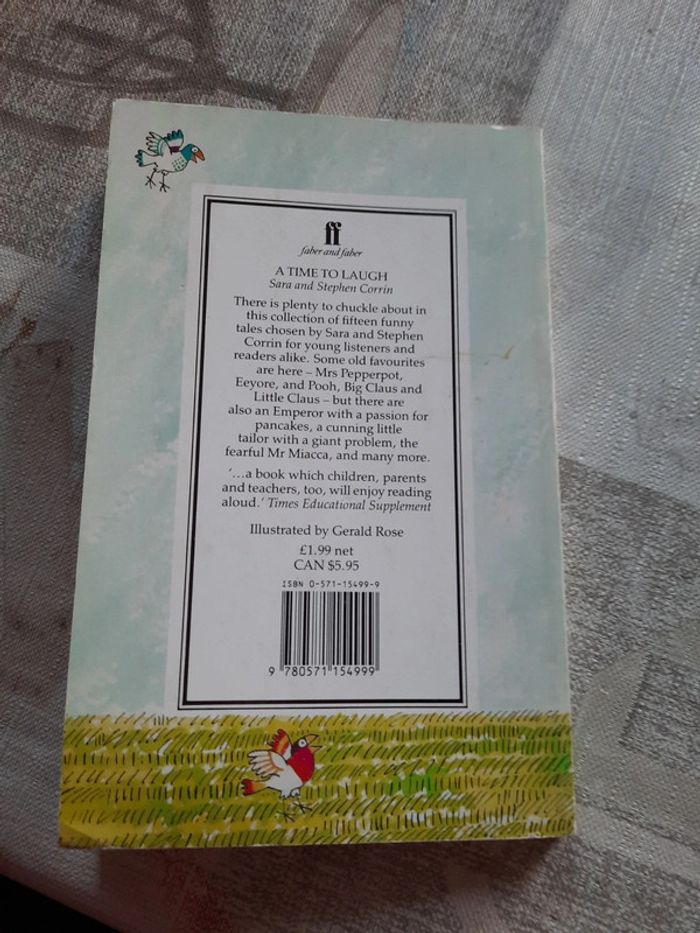 ff
faber and faber
A TIME TO LAUGH
Sara and Stephen Corrin
There is plenty to chuckle about in
this collection of fifteen funny
tales chosen by Sara and Stephen
Corrin for young listeners and
readers alike. Some old favourites
are here – Mrs Pepperpot,
Eeyore, and Pooh, Big Claus and
Little Claus – but there are
also an Emperor with a passion for
pancakes, a cunning little
tailor with a giant problem, the
fearful Mr Miacca, and many more.
‘...a book which children, parents
and teachers, too, will enjoy reading
aloud.’ Times Educational Supplement
Illustrated by Gerald Rose
£1.99 net
CAN $5.95
ISBN 0-571-15499-9
9 780571 154999